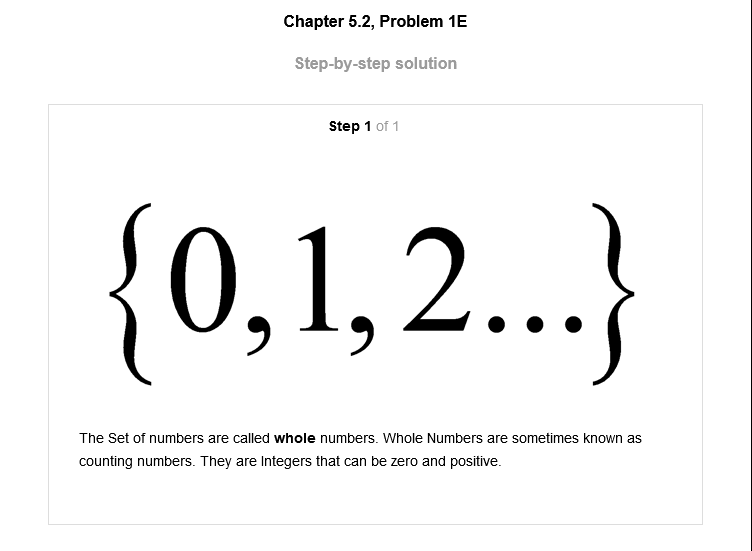 Chapter 5.2, Problem 1E
Step-by-step solution
Step 1 of 1
{0,1,2...}
The Set of numbers are called whole numbers. Whole Numbers are sometimes known as
counting numbers. They are Integers that can be zero and positive.